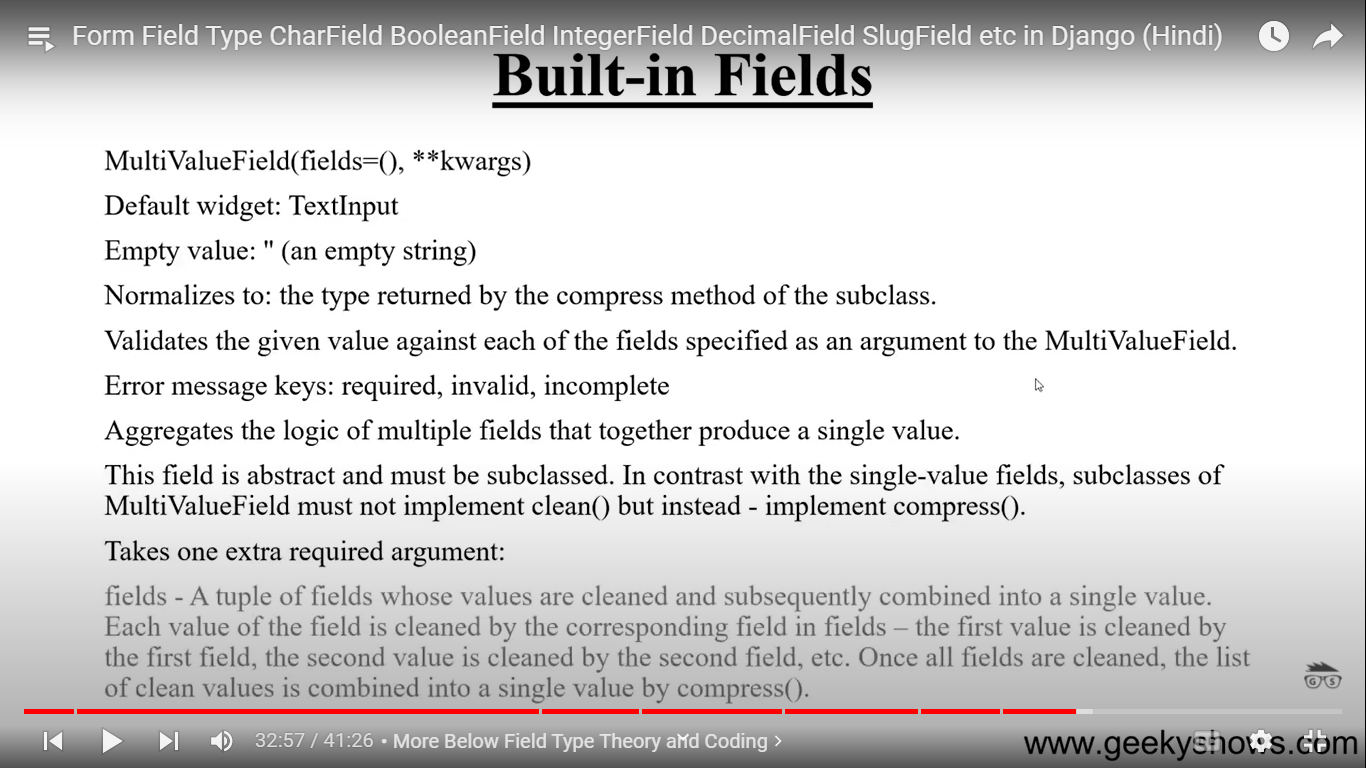 Form Field Type CharField BooleanField IntegerField DecimalField SlugField etc in Django (Hindi)
Built-in Fields
MultiValueField(fields=(), **kwargs)
Default widget: TextInput
Empty value: '' (an empty string)
Normalizes to: the type returned by the compress method of the subclass.
Validates the given value against each of the fields specified as an argument to the MultiValueField.
Error message keys: required, invalid, incomplete
Aggregates the logic of multiple fields that together produce a single value.
This field is abstract and must be subclassed. In contrast with the single-value fields, subclasses of
MultiValueField must not implement clean() but instead - implement compress().
Takes one extra required argument:
fields - A tuple of fields whose values are cleaned and subsequently combined into a single value.
Each value of the field is cleaned by the corresponding field in fields – the first value is cleaned by
the first field, the second value is cleaned by the second field, etc. Once all fields are cleaned, the list
of clean values is combined into a single value by compress().
G S
32:57 / 41:26 • More Below Field Type Theory and Coding >
www.geekyshows.com